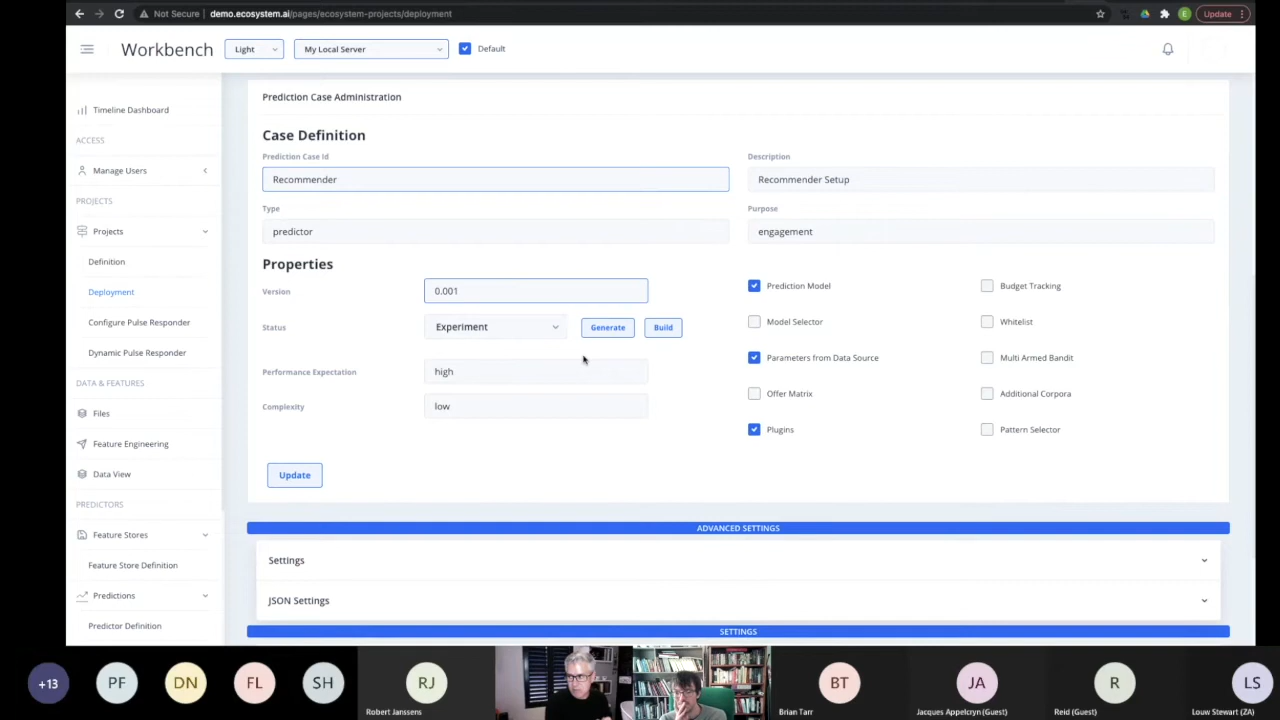 Not Secure | demo.ecosystem.ai/pages/ecosystem-projects/deployment
Update
Workbench
Light
My Local Server
Default
Timeline Dashboard
ACCESS
Manage Users
PROJECTS
Projects
Definition
Deployment
Configure Pulse Responder
Dynamic Pulse Responder
DATA & FEATURES
Files
Feature Engineering
Data View
PREDICTORS
Feature Stores
Feature Store Definition
Predictions
Predictor Definition
Prediction Case Administration
Case Definition
Prediction Case Id
Description
Recommender
Recommender Setup
Type
Purpose
predictor
engagement
Properties
Version
0.001
Status
Experiment
Generate
Build
Performance Expectation
high
Complexity
low
Prediction Model
Budget Tracking
Model Selector
Whitelist
Parameters from Data Source
Multi Armed Bandit
Offer Matrix
Additional Corpora
Plugins
Pattern Selector
Update
ADVANCED SETTINGS
Settings
JSON Settings
SETTINGS
+13
PF
DN
FL
SH
RJ
Robert Janssens
BT
Brian Tarr
JA
Jacques Appelcryn (Guest)
R
Reid (Guest)
LS
Louw Stewart (ZA)
E